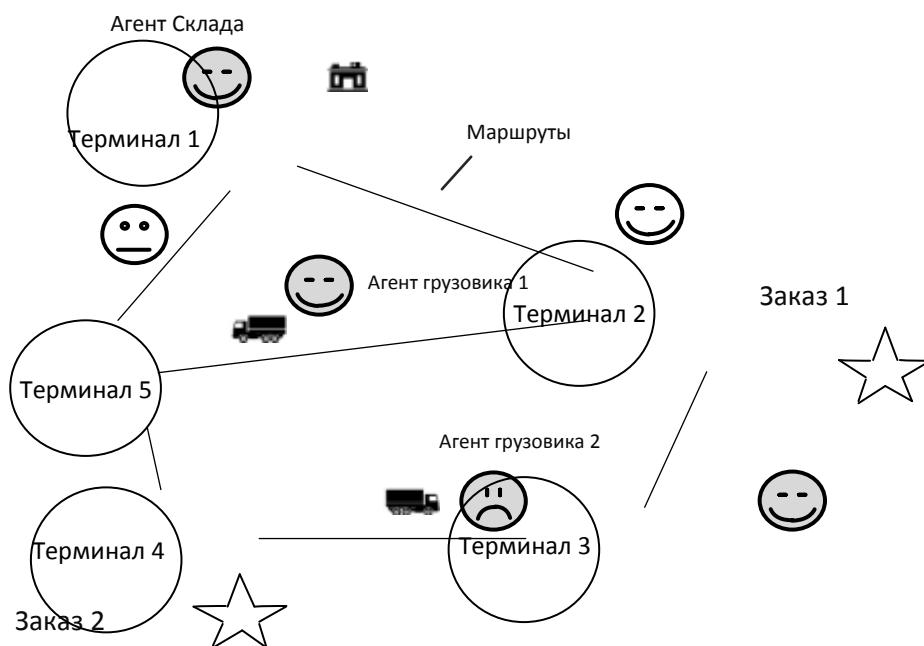 Агент Склада
Терминал 1
Маршруты
Агент грузовика 1
Терминал 2
Заказ 1
Терминал 5
Агент грузовика 2
Терминал 4
Терминал 3
Заказ 2